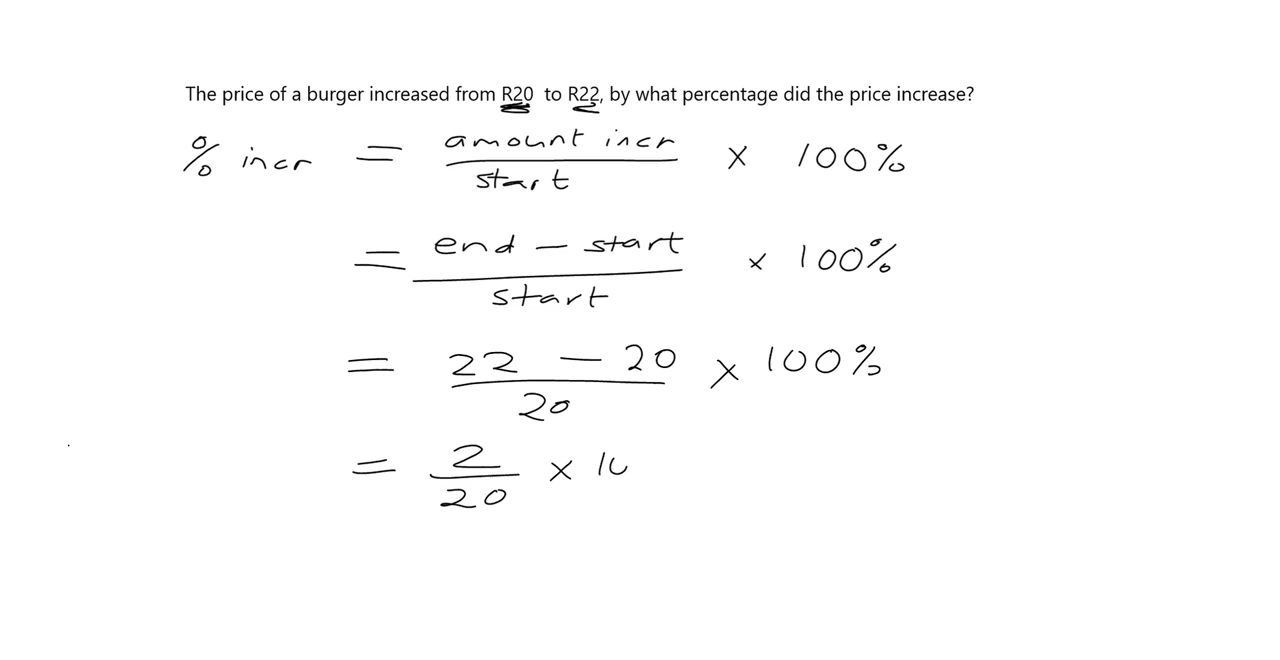 The price of a burger increased from R20 to R22, by what percentage did the price increase?
% incr = amount incr / start × 100%
= end − start / start × 100%
= 22 − 20 / 20 × 100%
= 2 / 20 × 10